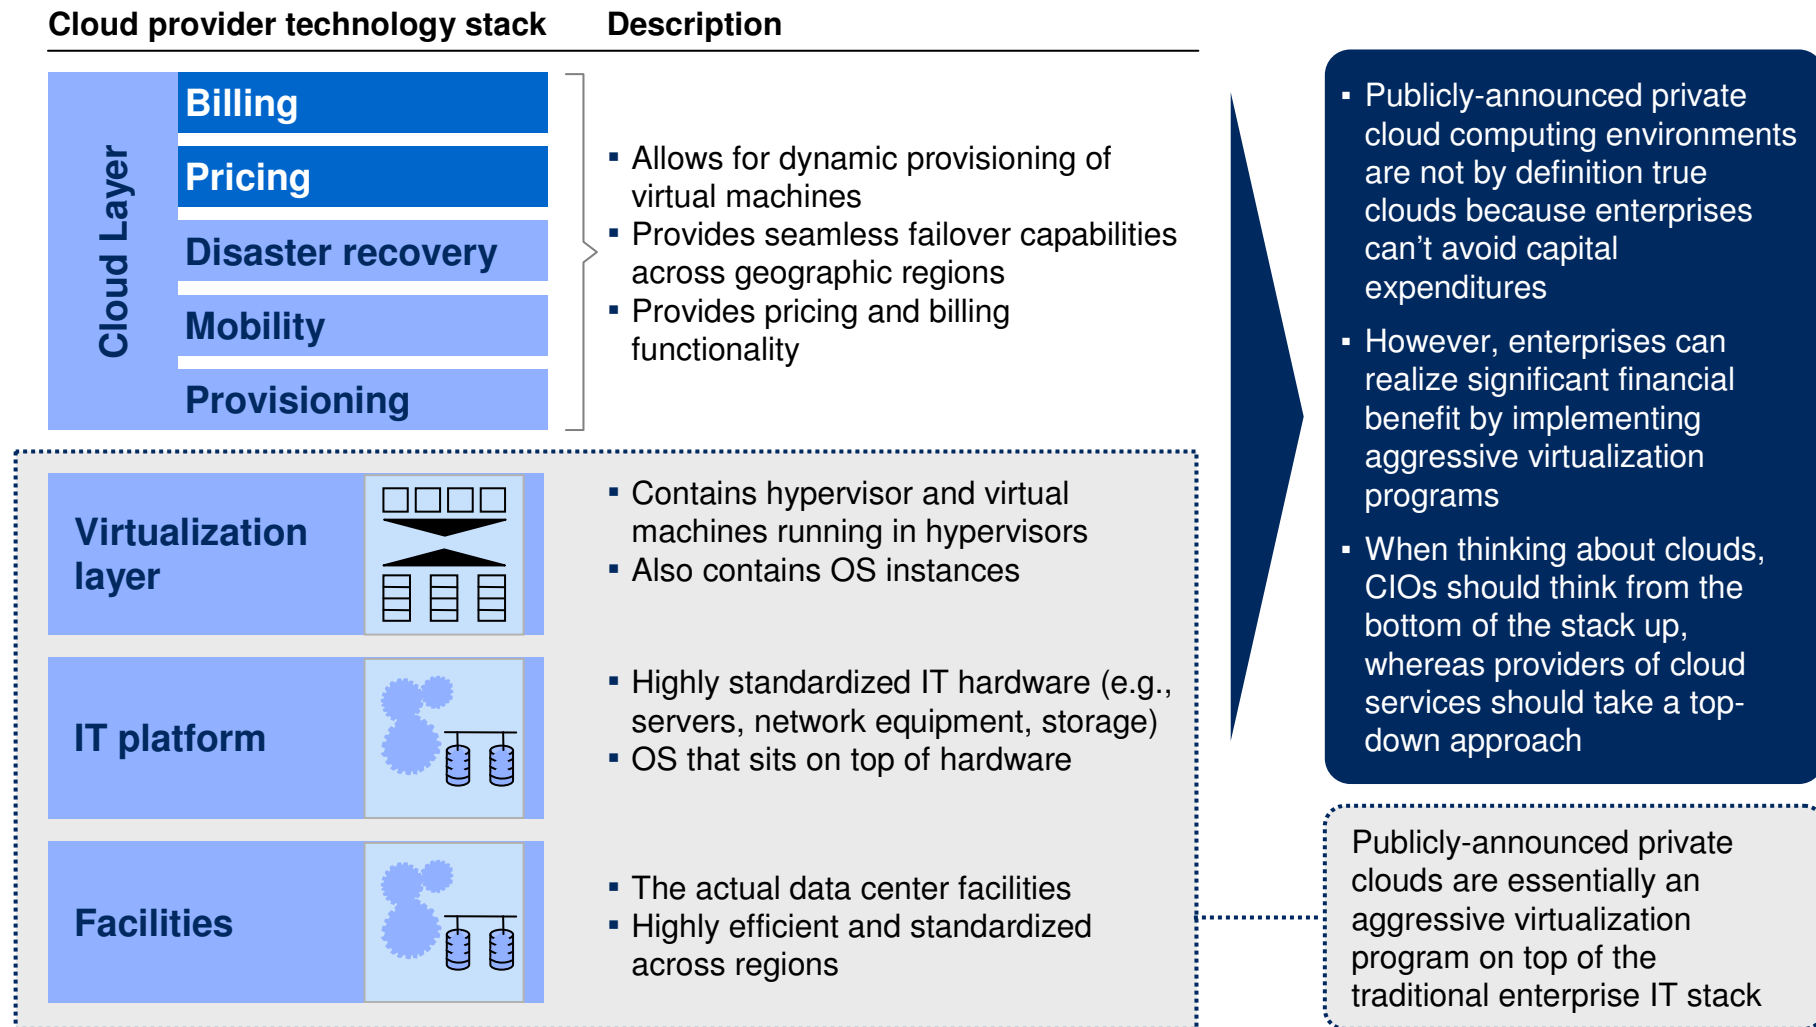 Cloud provider technology stack
Description
Cloud Layer
Billing
Pricing
Disaster recovery
Mobility
Provisioning
▪ Allows for dynamic provisioning of
virtual machines
▪ Provides seamless failover capabilities
across geographic regions
▪ Provides pricing and billing
functionality
Virtualization
layer
▪ Contains hypervisor and virtual
machines running in hypervisors
▪ Also contains OS instances
IT platform
▪ Highly standardized IT hardware (e.g.,
servers, network equipment, storage)
▪ OS that sits on top of hardware
Facilities
▪ The actual data center facilities
▪ Highly efficient and standardized
across regions
▪ Publicly-announced private
cloud computing environments
are not by definition true
clouds because enterprises
can’t avoid capital
expenditures
▪ However, enterprises can
realize significant financial
benefit by implementing
aggressive virtualization
programs
▪ When thinking about clouds,
CIOs should think from the
bottom of the stack up,
whereas providers of cloud
services should take a top-
down approach
Publicly-announced private
clouds are essentially an
aggressive virtualization
program on top of the
traditional enterprise IT stack